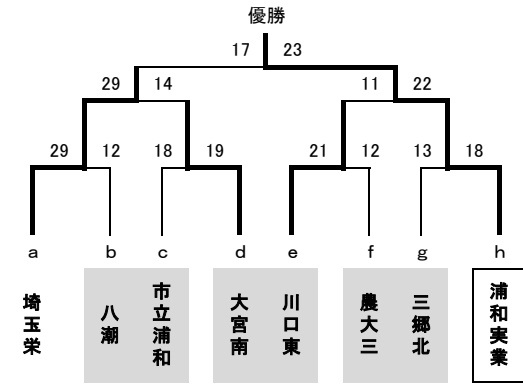 優勝
17 23
29 14 11 22
29 12 18 19 21 12 13 18
a b c d e f g h
埼玉栄
八潮
市立浦和
大宮南
川口東
農大三
三郷北
浦和実業